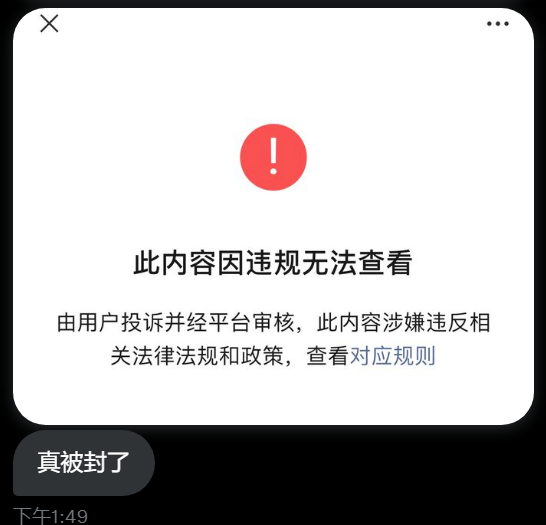 此内容因违规无法查看
由用户投诉并经平台审核，此内容涉嫌违反相
关法律法规和政策，查看对应规则
真被封了
下午1:49